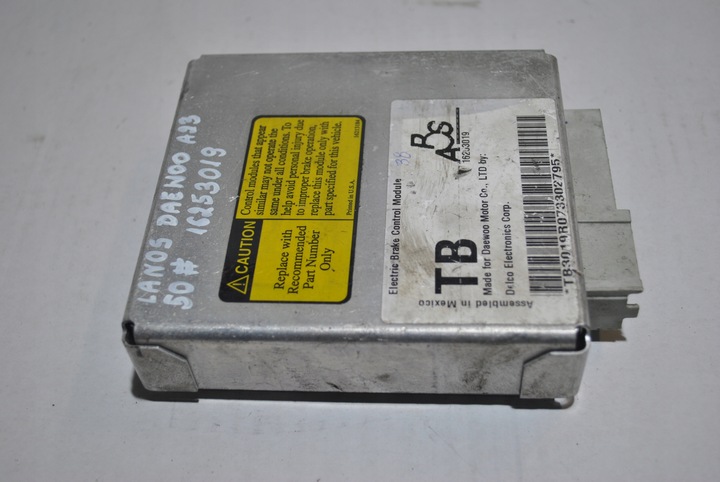 LANOS DAEWOO A93
50# 16253019
CAUTION
Replace with
Recommended
Part Number
Only
Control modules that appear
similar may not operate the
same under all conditions. To
help avoid personal injury due
to improper brake operation,
replace this module only with
part specified for this vehicle.
Printed in U.S.A.
Electric Brake Control Module
TB
Made for Daewoo Motor Co., LTD by:
Delco Electronics Corp.
Assembled in Mexico
16253019